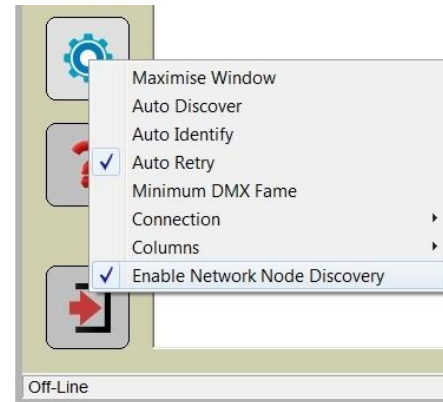 Maximise Window
Auto Discover
Auto Identify
Auto Retry
Minimum DMX Fame
Connection
Columns
Enable Network Node Discovery
Off-Line